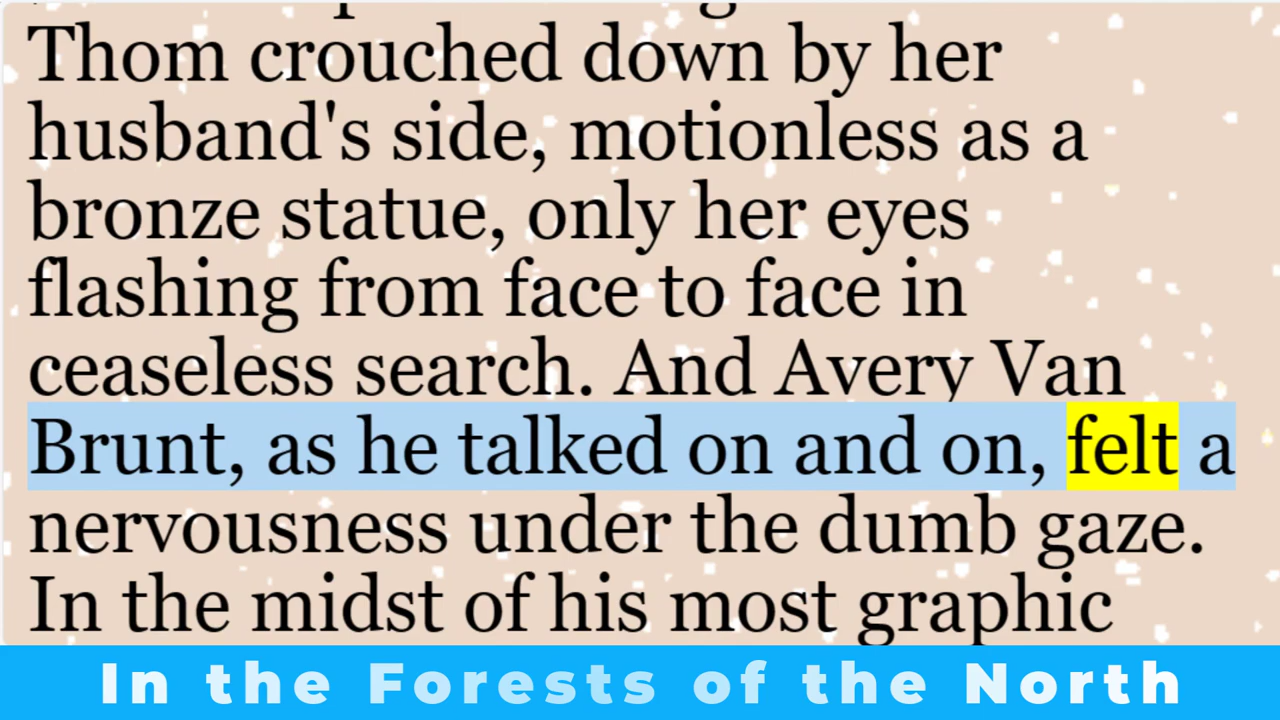 Thom crouched down by her
husband's side, motionless as a
bronze statue, only her eyes
flashing from face to face in
ceaseless search. And Avery Van
Brunt, as he talked on and on, felt a
nervousness under the dumb gaze.
In the midst of his most graphic
In the Forests of the North